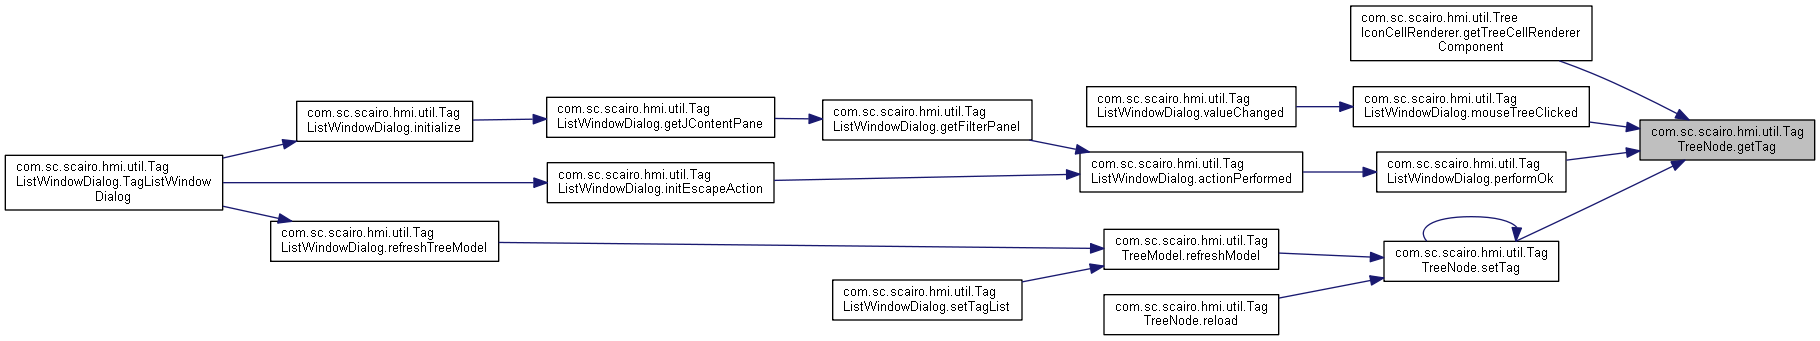 com.sc.scairo.hmi.util.Tree
IconCellRenderer.getTreeCellRenderer
Component
com.sc.scairo.hmi.util.Tag
ListWindowDialog.valueChanged
com.sc.scairo.hmi.util.Tag
ListWindowDialog.mouseTreeClicked
com.sc.scairo.hmi.util.Tag
ListWindowDialog.initialize
com.sc.scairo.hmi.util.Tag
ListWindowDialog.getJContentPane
com.sc.scairo.hmi.util.Tag
ListWindowDialog.getFilterPanel
com.sc.scairo.hmi.util.Tag
TreeNode.getTag
com.sc.scairo.hmi.util.Tag
ListWindowDialog.TagListWindow
Dialog
com.sc.scairo.hmi.util.Tag
ListWindowDialog.initEscapeAction
com.sc.scairo.hmi.util.Tag
ListWindowDialog.actionPerformed
com.sc.scairo.hmi.util.Tag
ListWindowDialog.performOk
com.sc.scairo.hmi.util.Tag
ListWindowDialog.refreshTreeModel
com.sc.scairo.hmi.util.Tag
TreeModel.refreshModel
com.sc.scairo.hmi.util.Tag
TreeNode.setTag
com.sc.scairo.hmi.util.Tag
ListWindowDialog.setTagList
com.sc.scairo.hmi.util.Tag
TreeNode.reload